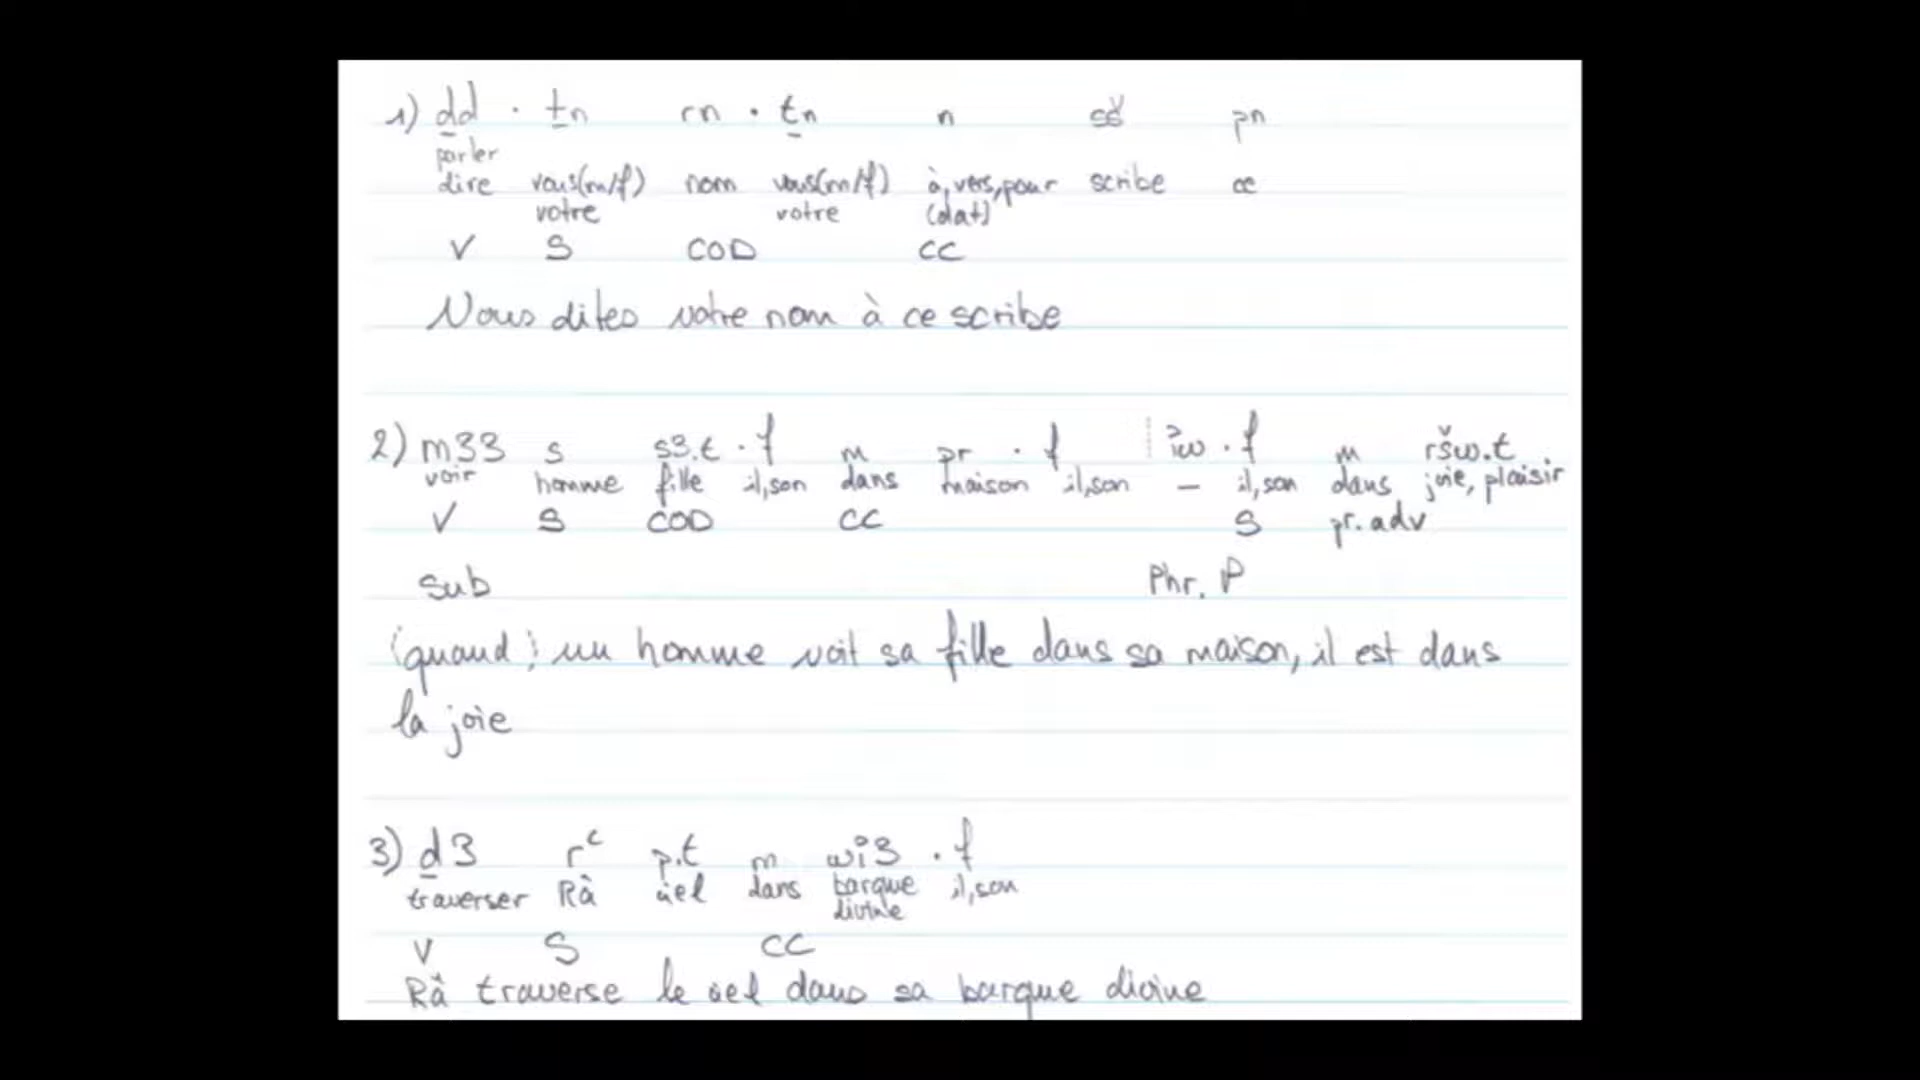 1) ḏd . ṯn rn . ṯn n sš pn
parler
dire vous(m/f) nom vous(m/f) à, vers, pour scribe ce
votre votre (dat)
V S COD CC
Vous dites votre nom à ce scribe
2) m33 s s3.t . f m pr . f iw . f m ršw.t
voir homme fille il, son dans maison il, son – il, son dans joie, plaisir
V S COD CC S pr. adv
Sub Phr. P
(quand) un homme voit sa fille dans sa maison, il est dans
la joie
3) ḏ3 rᶜ p.t m wi3 . f
traverser Râ ciel dans barque il, son
divine
V S CC
Râ traverse le ciel dans sa barque divine